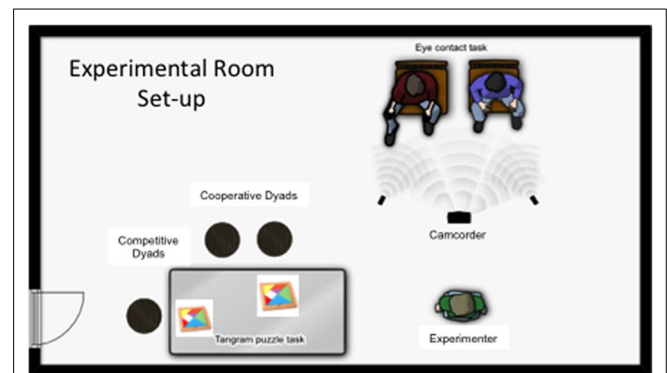 Eye contact task
Experimental Room
Set-up
Cooperative Dyads
Competitive
Dyads
Camcorder
Tangram puzzle task
Experimenter